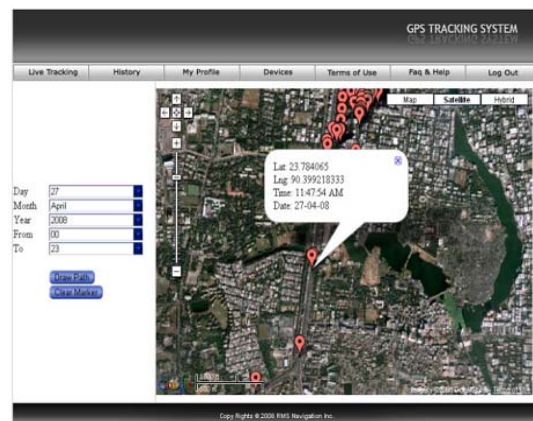 GPS TRACKING SYSTEM
Live Tracking History My Profile Devices Terms of Use Faq & Help Log Out
Map Satellite Hybrid
Lat: 23.784065
Lng: 90.399218333
Time: 11:47:54 AM
Date: 27-04-08
Day 27
Month April
Year 2008
From 00
To 23
Draw Path
Clear Marker
Copy Rights @ 2008 RMS Navigation Inc.